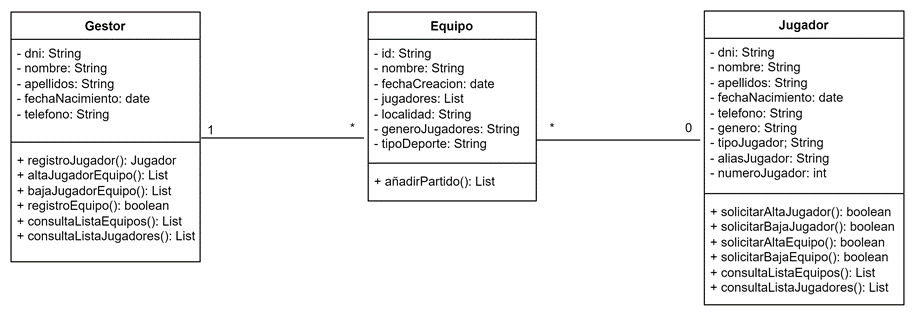 Gestor
- dni: String
- nombre: String
- apellidos: String
- fechaNacimiento: date
- telefono: String
+ registroJugador(): Jugador
+ altaJugadorEquipo(): List
+ bajaJugadorEquipo(): List
+ registroEquipo(): boolean
+ consultaListaEquipos(): List
+ consultaListaJugadores(): List
1
*
Equipo
- id: String
- nombre: String
- fechaCreacion: date
- jugadores: List
- localidad: String
- generoJugadores: String
- tipoDeporte: String
+ añadirPartido(): List
*
0
Jugador
- dni: String
- nombre: String
- apellidos: String
- fechaNacimiento: date
- telefono: String
- genero: String
- tipoJugador; String
- aliasJugador: String
- numeroJugador: int
+ solicitarAltaJugador(): boolean
+ solicitarBajaJugador(): boolean
+ solicitarAltaEquipo(): boolean
+ solicitarBajaEquipo(): boolean
+ consultaListaEquipos(): List
+ consultaListaJugadores(): List